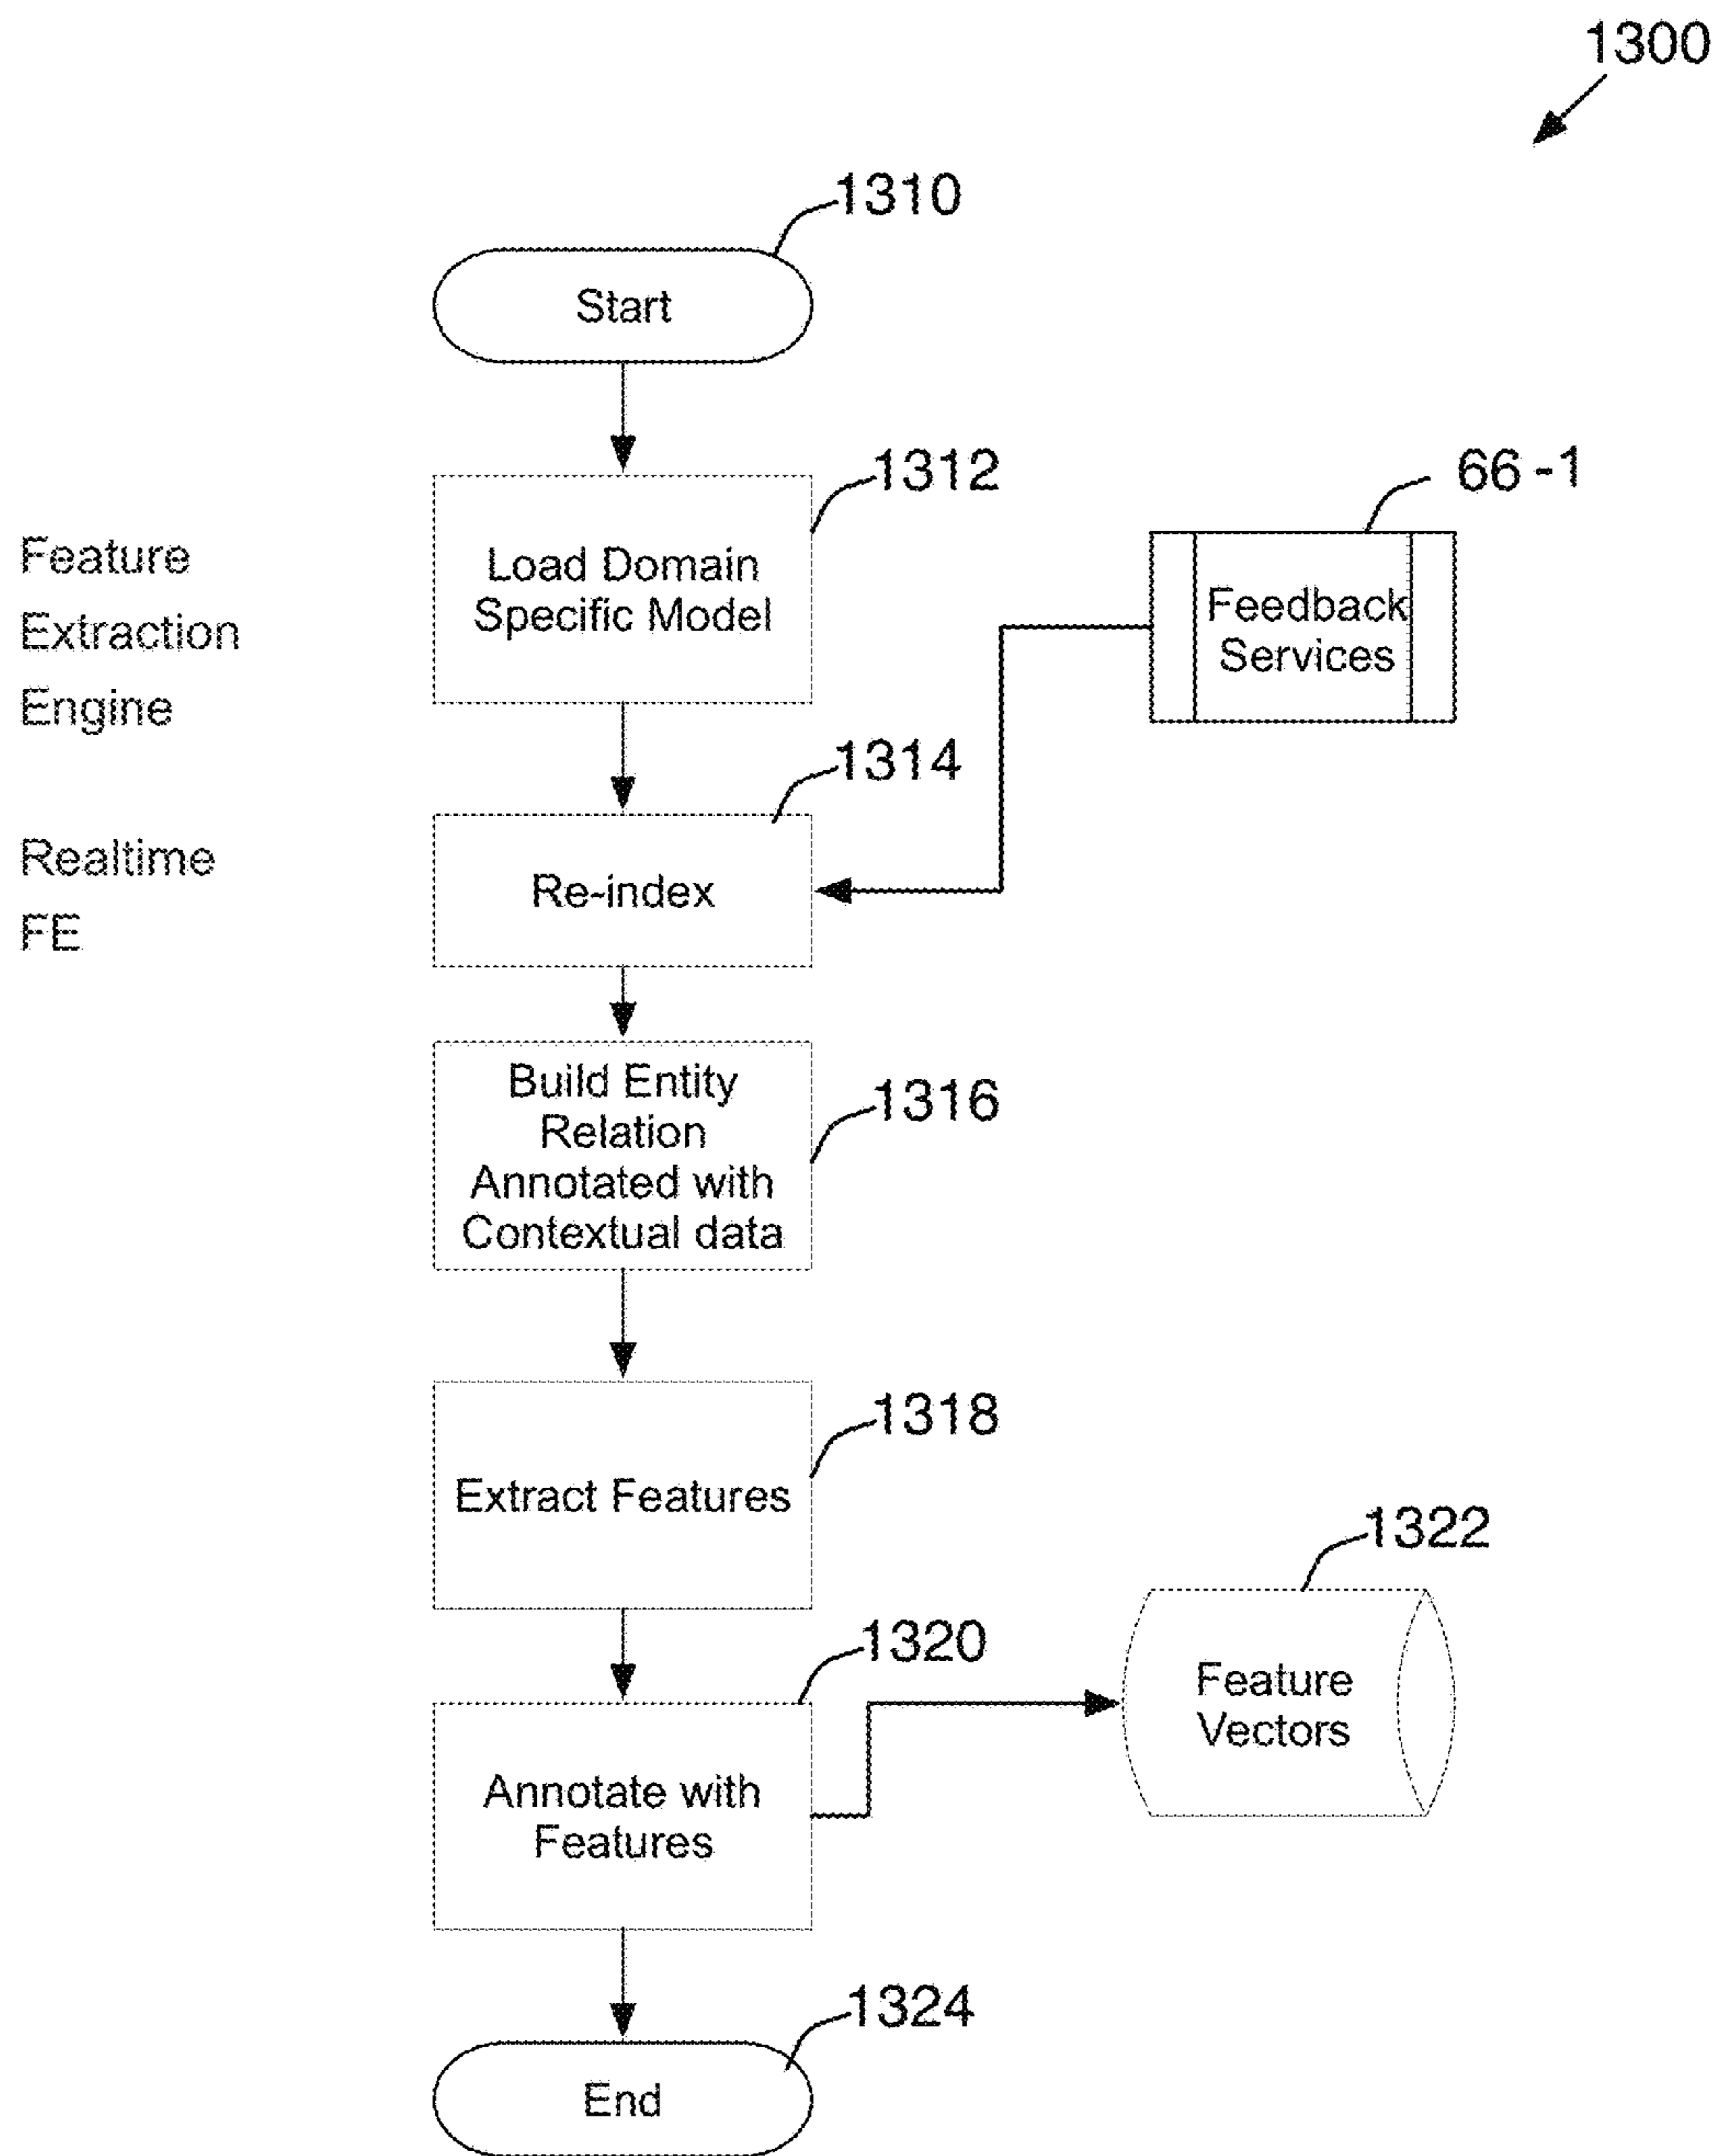 1300
1310
Start
1312
Load Domain
Specific Model
66-1
Feedback
Services
Feature
Extraction
Engine
1314
Re-index
Realtime
FE
Build Entity
Relation
Annotated with
Contextual data
1316
1318
Extract Features
1322
Feature
Vectors
1320
Annotate with
Features
1324
End